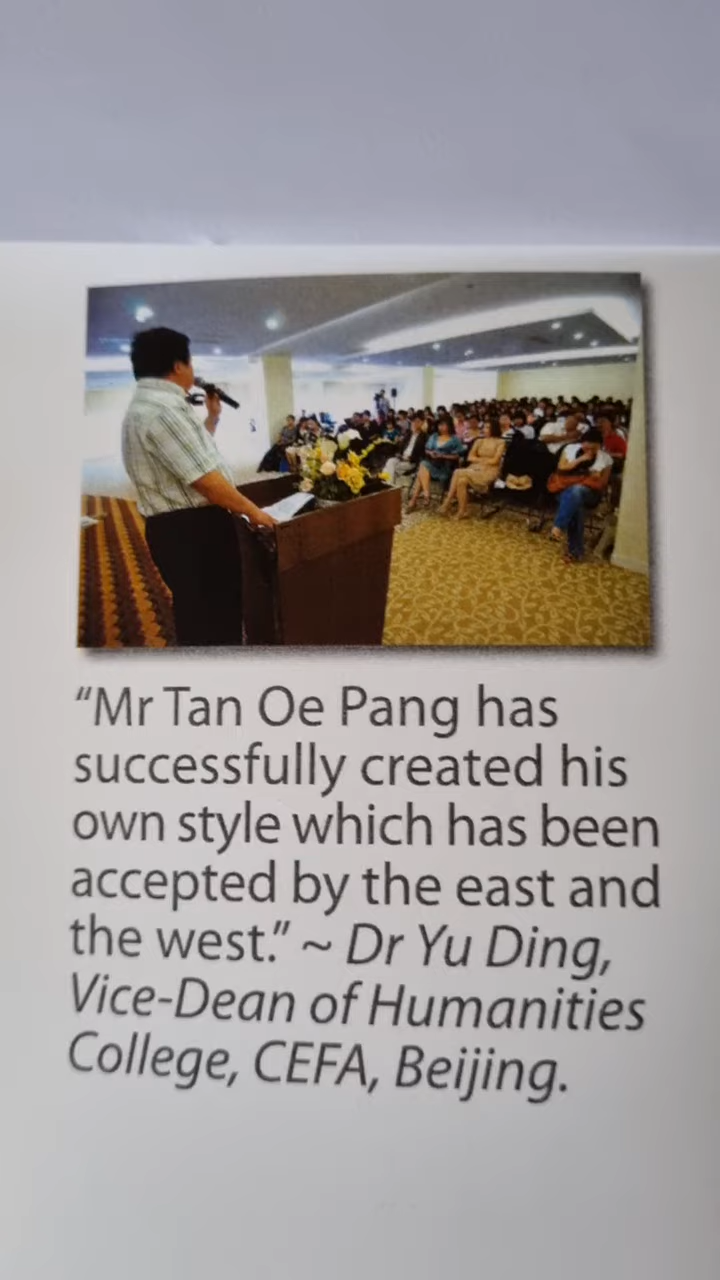 “Mr Tan Oe Pang has
successfully created his
own style which has been
accepted by the east and
the west.” ~ Dr Yu Ding,
Vice-Dean of Humanities
College, CEFA, Beijing.